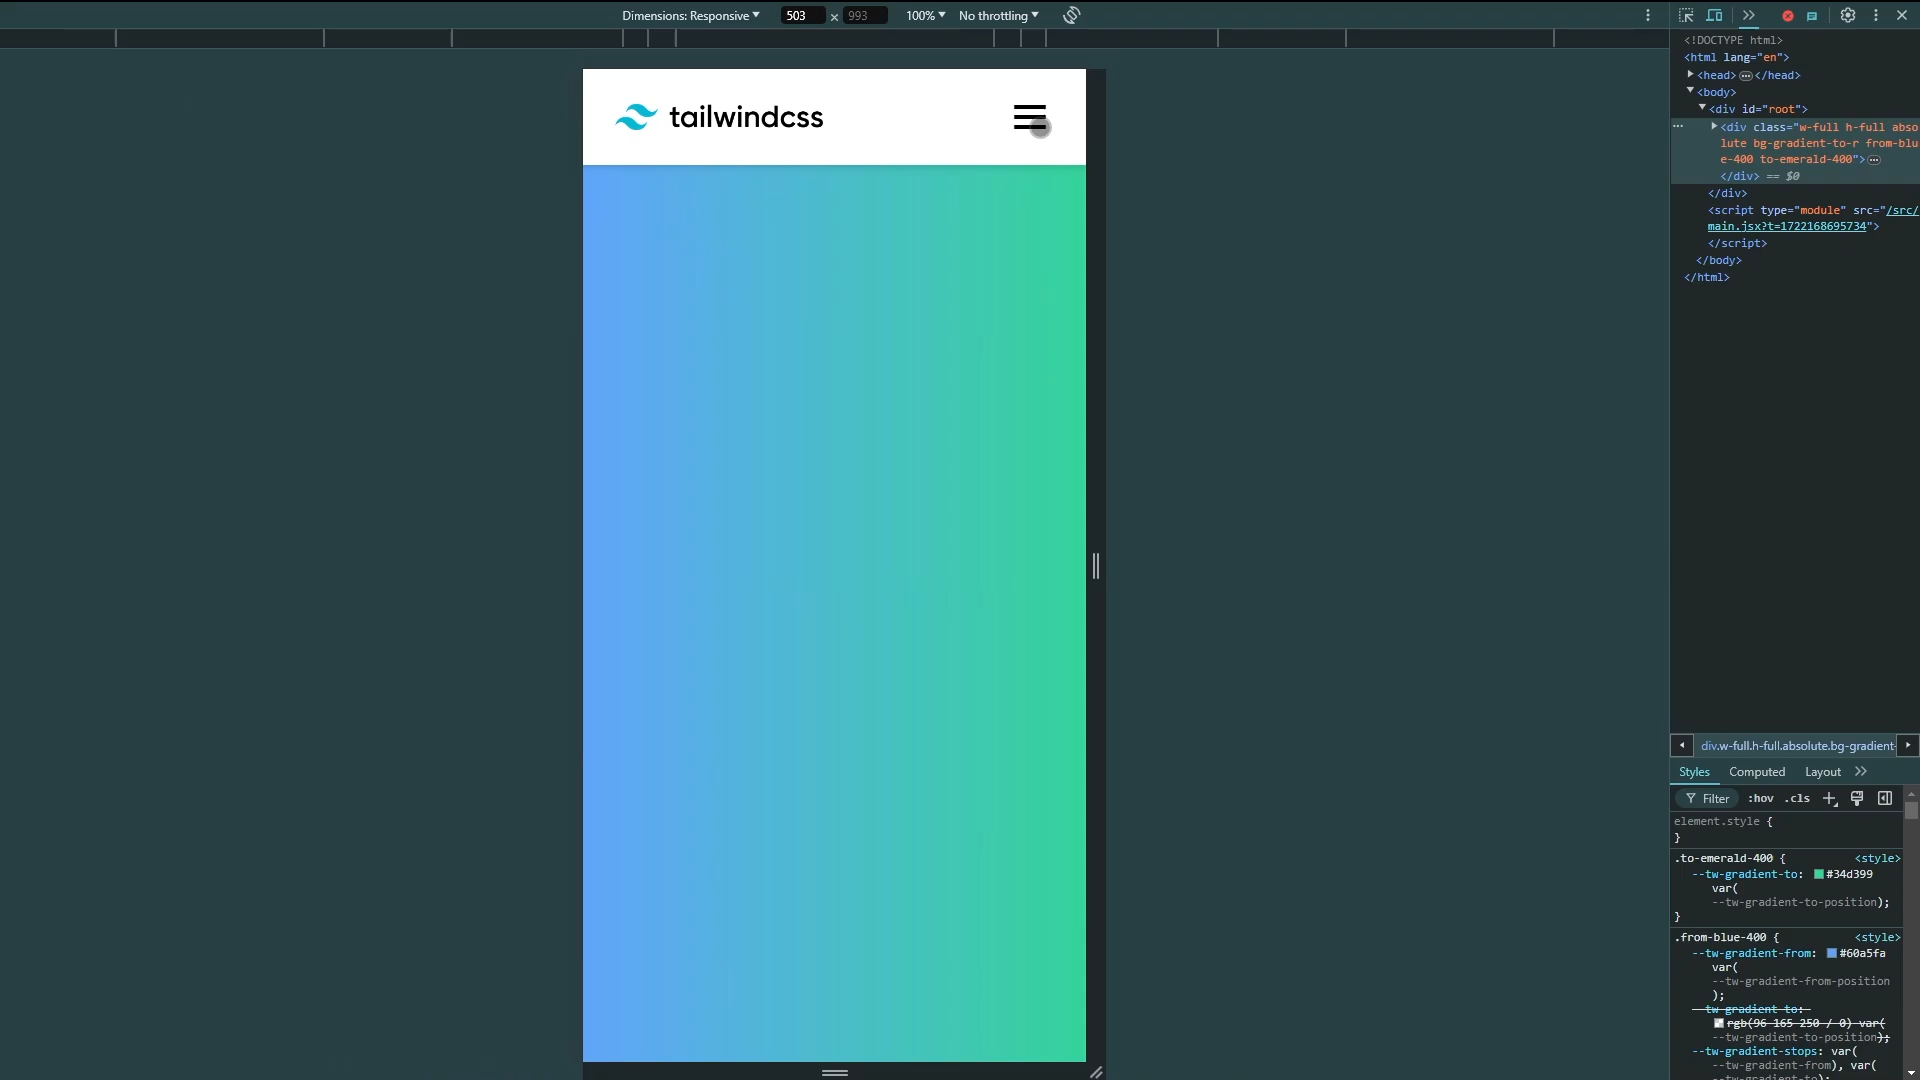 Dimensions: Responsive 503 × 993 100% No throttling
tailwindcss
<!DOCTYPE html>
<html lang="en">
<head> </head>
<body>
<div id="root">
<div class="w-full h-full abso
lute bg-gradient-to-r from-blu
e-400 to-emerald-400">
</div> == $0
</div>
<script type="module" src="/src/
main.jsx?t=1722168695734">
</script>
</body>
</html>
div.w-full.h-full.absolute.bg-gradient-
Styles Computed Layout
Filter :hov .cls
element.style {
}
.to-emerald-400 { <style>
--tw-gradient-to: #34d399
var(
--tw-gradient-to-position);
}
.from-blue-400 { <style>
--tw-gradient-from: #60a5fa
var(
--tw-gradient-from-position
);
--tw-gradient-to:
rgb(96 165 250 / 0) var(
--tw-gradient-to-position);
--tw-gradient-stops: var(
--tw-gradient-from), var(
--tw-gradient-to);